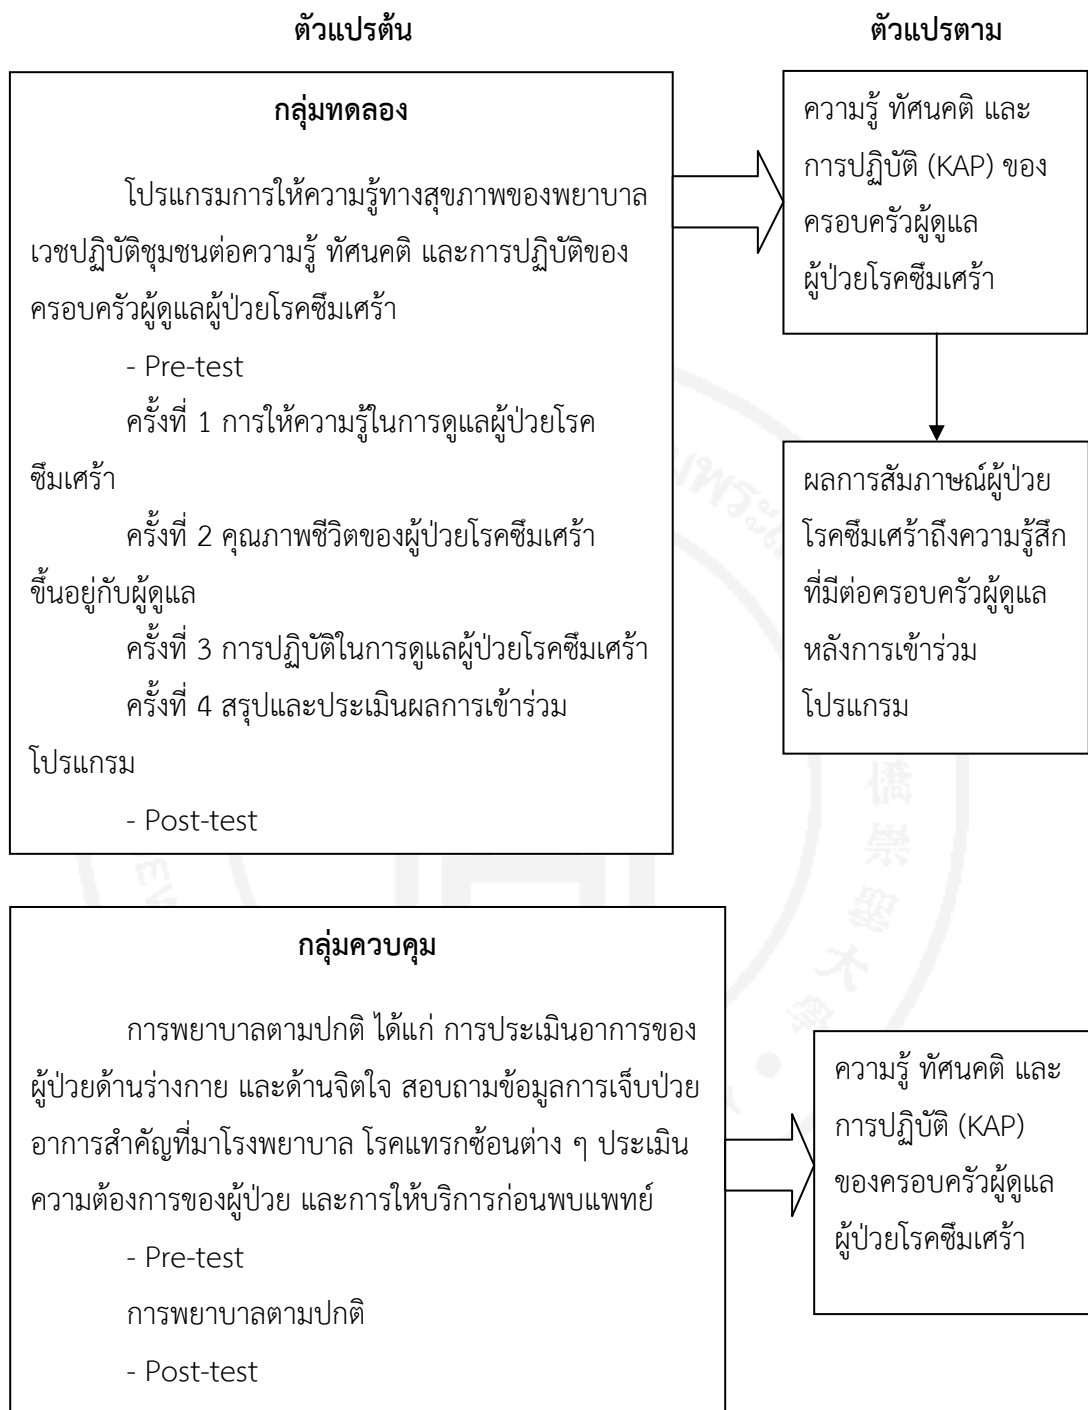 ตัวแปรต้น
ตัวแปรตาม
กลุ่มทดลอง
โปรแกรมการให้ความรู้ทางสุขภาพของพยาบาล
เวชปฏิบัติชุมชนต่อความรู้ ทัศนคติ และการปฏิบัติของ
ครอบครัวผู้ดูแลผู้ป่วยโรคซึมเศร้า
- Pre-test
ครั้งที่ 1 การให้ความรู้ในการดูแลผู้ป่วยโรค
ซึมเศร้า
ครั้งที่ 2 คุณภาพชีวิตของผู้ป่วยโรคซึมเศร้า
ขึ้นอยู่กับผู้ดูแล
ครั้งที่ 3 การปฏิบัติในการดูแลผู้ป่วยโรคซึมเศร้า
ครั้งที่ 4 สรุปและประเมินผลการเข้าร่วม
โปรแกรม
- Post-test
ความรู้ ทัศนคติ และ
การปฏิบัติ (KAP) ของ
ครอบครัวผู้ดูแล
ผู้ป่วยโรคซึมเศร้า
ผลการสัมภาษณ์ผู้ป่วย
โรคซึมเศร้าถึงความรู้สึก
ที่มีต่อครอบครัวผู้ดูแล
หลังการเข้าร่วม
โปรแกรม
กลุ่มควบคุม
การพยาบาลตามปกติ ได้แก่ การประเมินอาการของ
ผู้ป่วยด้านร่างกาย และด้านจิตใจ สอบถามข้อมูลการเจ็บป่วย
อาการสำคัญที่มาโรงพยาบาล โรคแทรกซ้อนต่าง ๆ ประเมิน
ความต้องการของผู้ป่วย และการให้บริการก่อนพบแพทย์
- Pre-test
การพยาบาลตามปกติ
- Post-test
ความรู้ ทัศนคติ และ
การปฏิบัติ (KAP)
ของครอบครัวผู้ดูแล
ผู้ป่วยโรคซึมเศร้า
僑
崇
聖
大
學